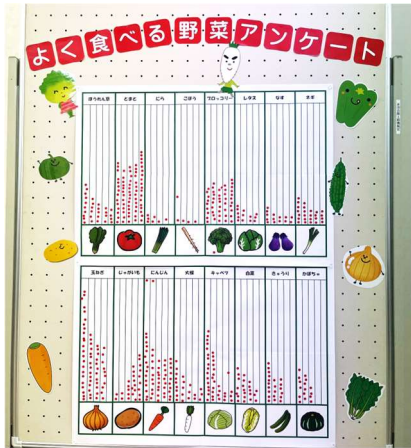 よく食べる野菜アンケート
ほうれん草 とまと にら ごぼう ブロッコリー レタス なす ネギ
玉ねぎ じゃがいも にんじん 大根 キャベツ 白菜 きゅうり かぼちゃ